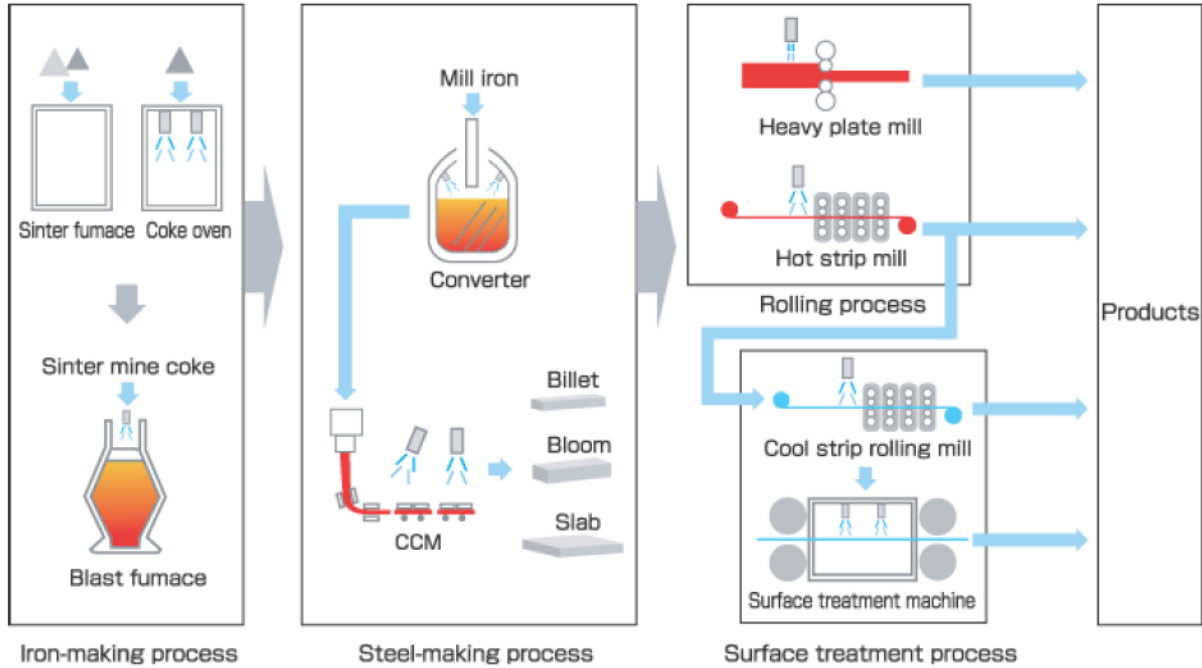 Sinter fumace
Coke oven
Sinter mine coke
Blast fumace
Iron-making process
Mill iron
Converter
CCM
Billet
Bloom
Slab
Steel-making process
Heavy plate mill
Hot strip mill
Rolling process
Cool strip rolling mill
Surface treatment machine
Surface treatment process
Products